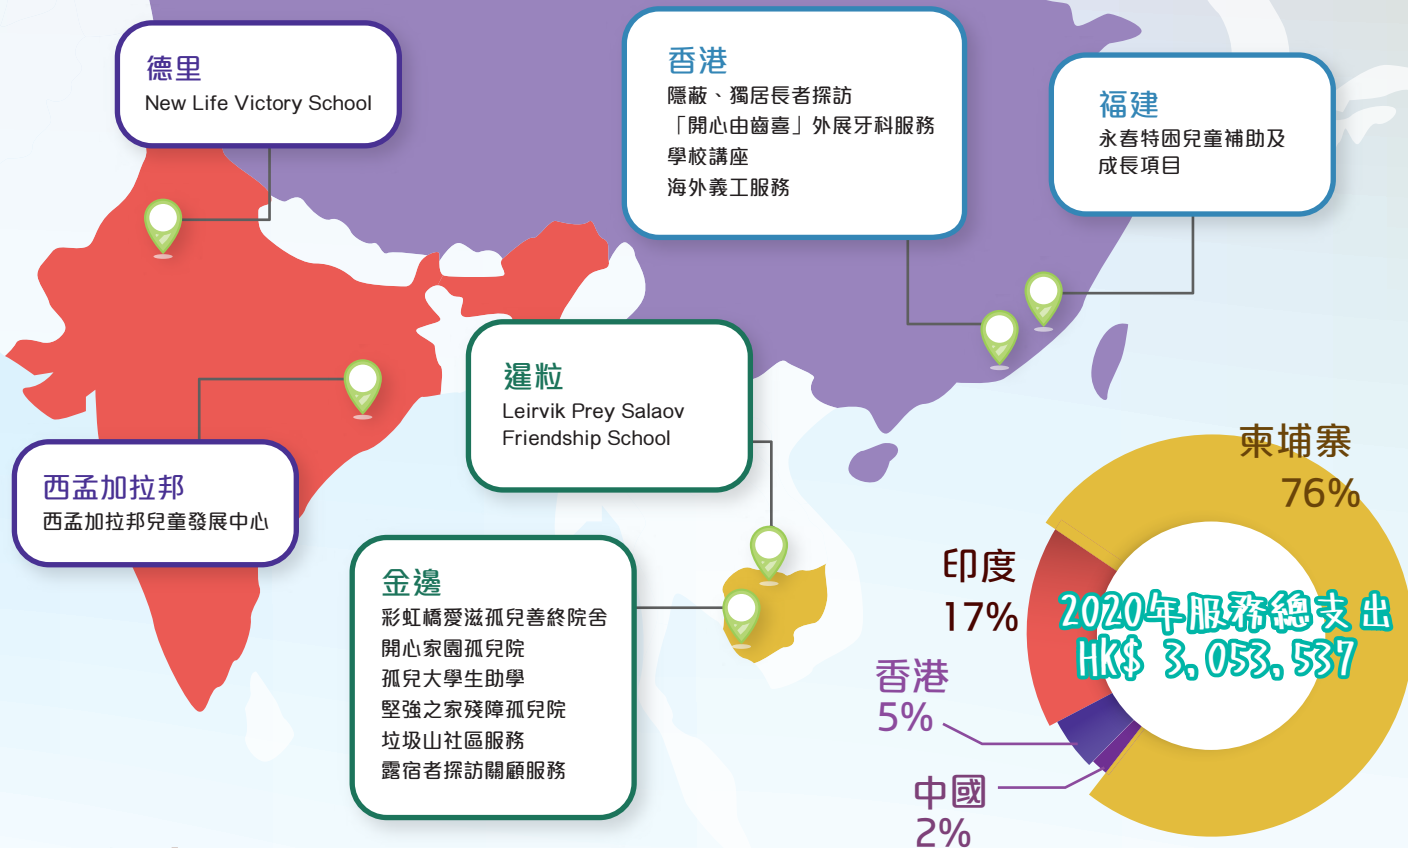 德里
New Life Victory School
香港
隱蔽、獨居長者探訪
「開心由齒喜」外展牙科服務
學校講座
海外義工服務
福建
永春特困兒童補助及
成長項目
暹粒
Leirvik Prey Salaov
Friendship School
西孟加拉邦
西孟加拉邦兒童發展中心
金邊
彩虹橋愛滋孤兒善終院舍
開心家園孤兒院
孤兒大學生助學
堅強之家殘障孤兒院
垃圾山社區服務
露宿者探訪關顧服務
柬埔寨
76%
印度
17%
2020年服務總支出
HK$ 3,053,537
香港
5%
中國
2%